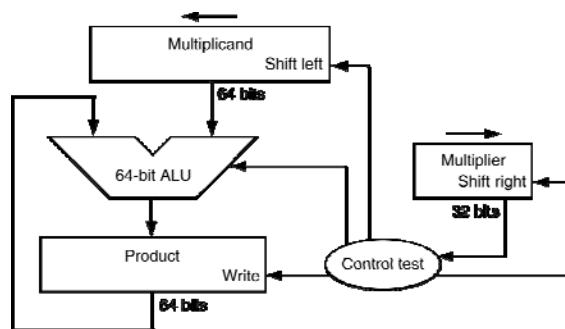 Multiplicand
Shift left
64 bits
64-bit ALU
Multiplier
Shift right
32 bits
Product
Write
Control test
64 bits